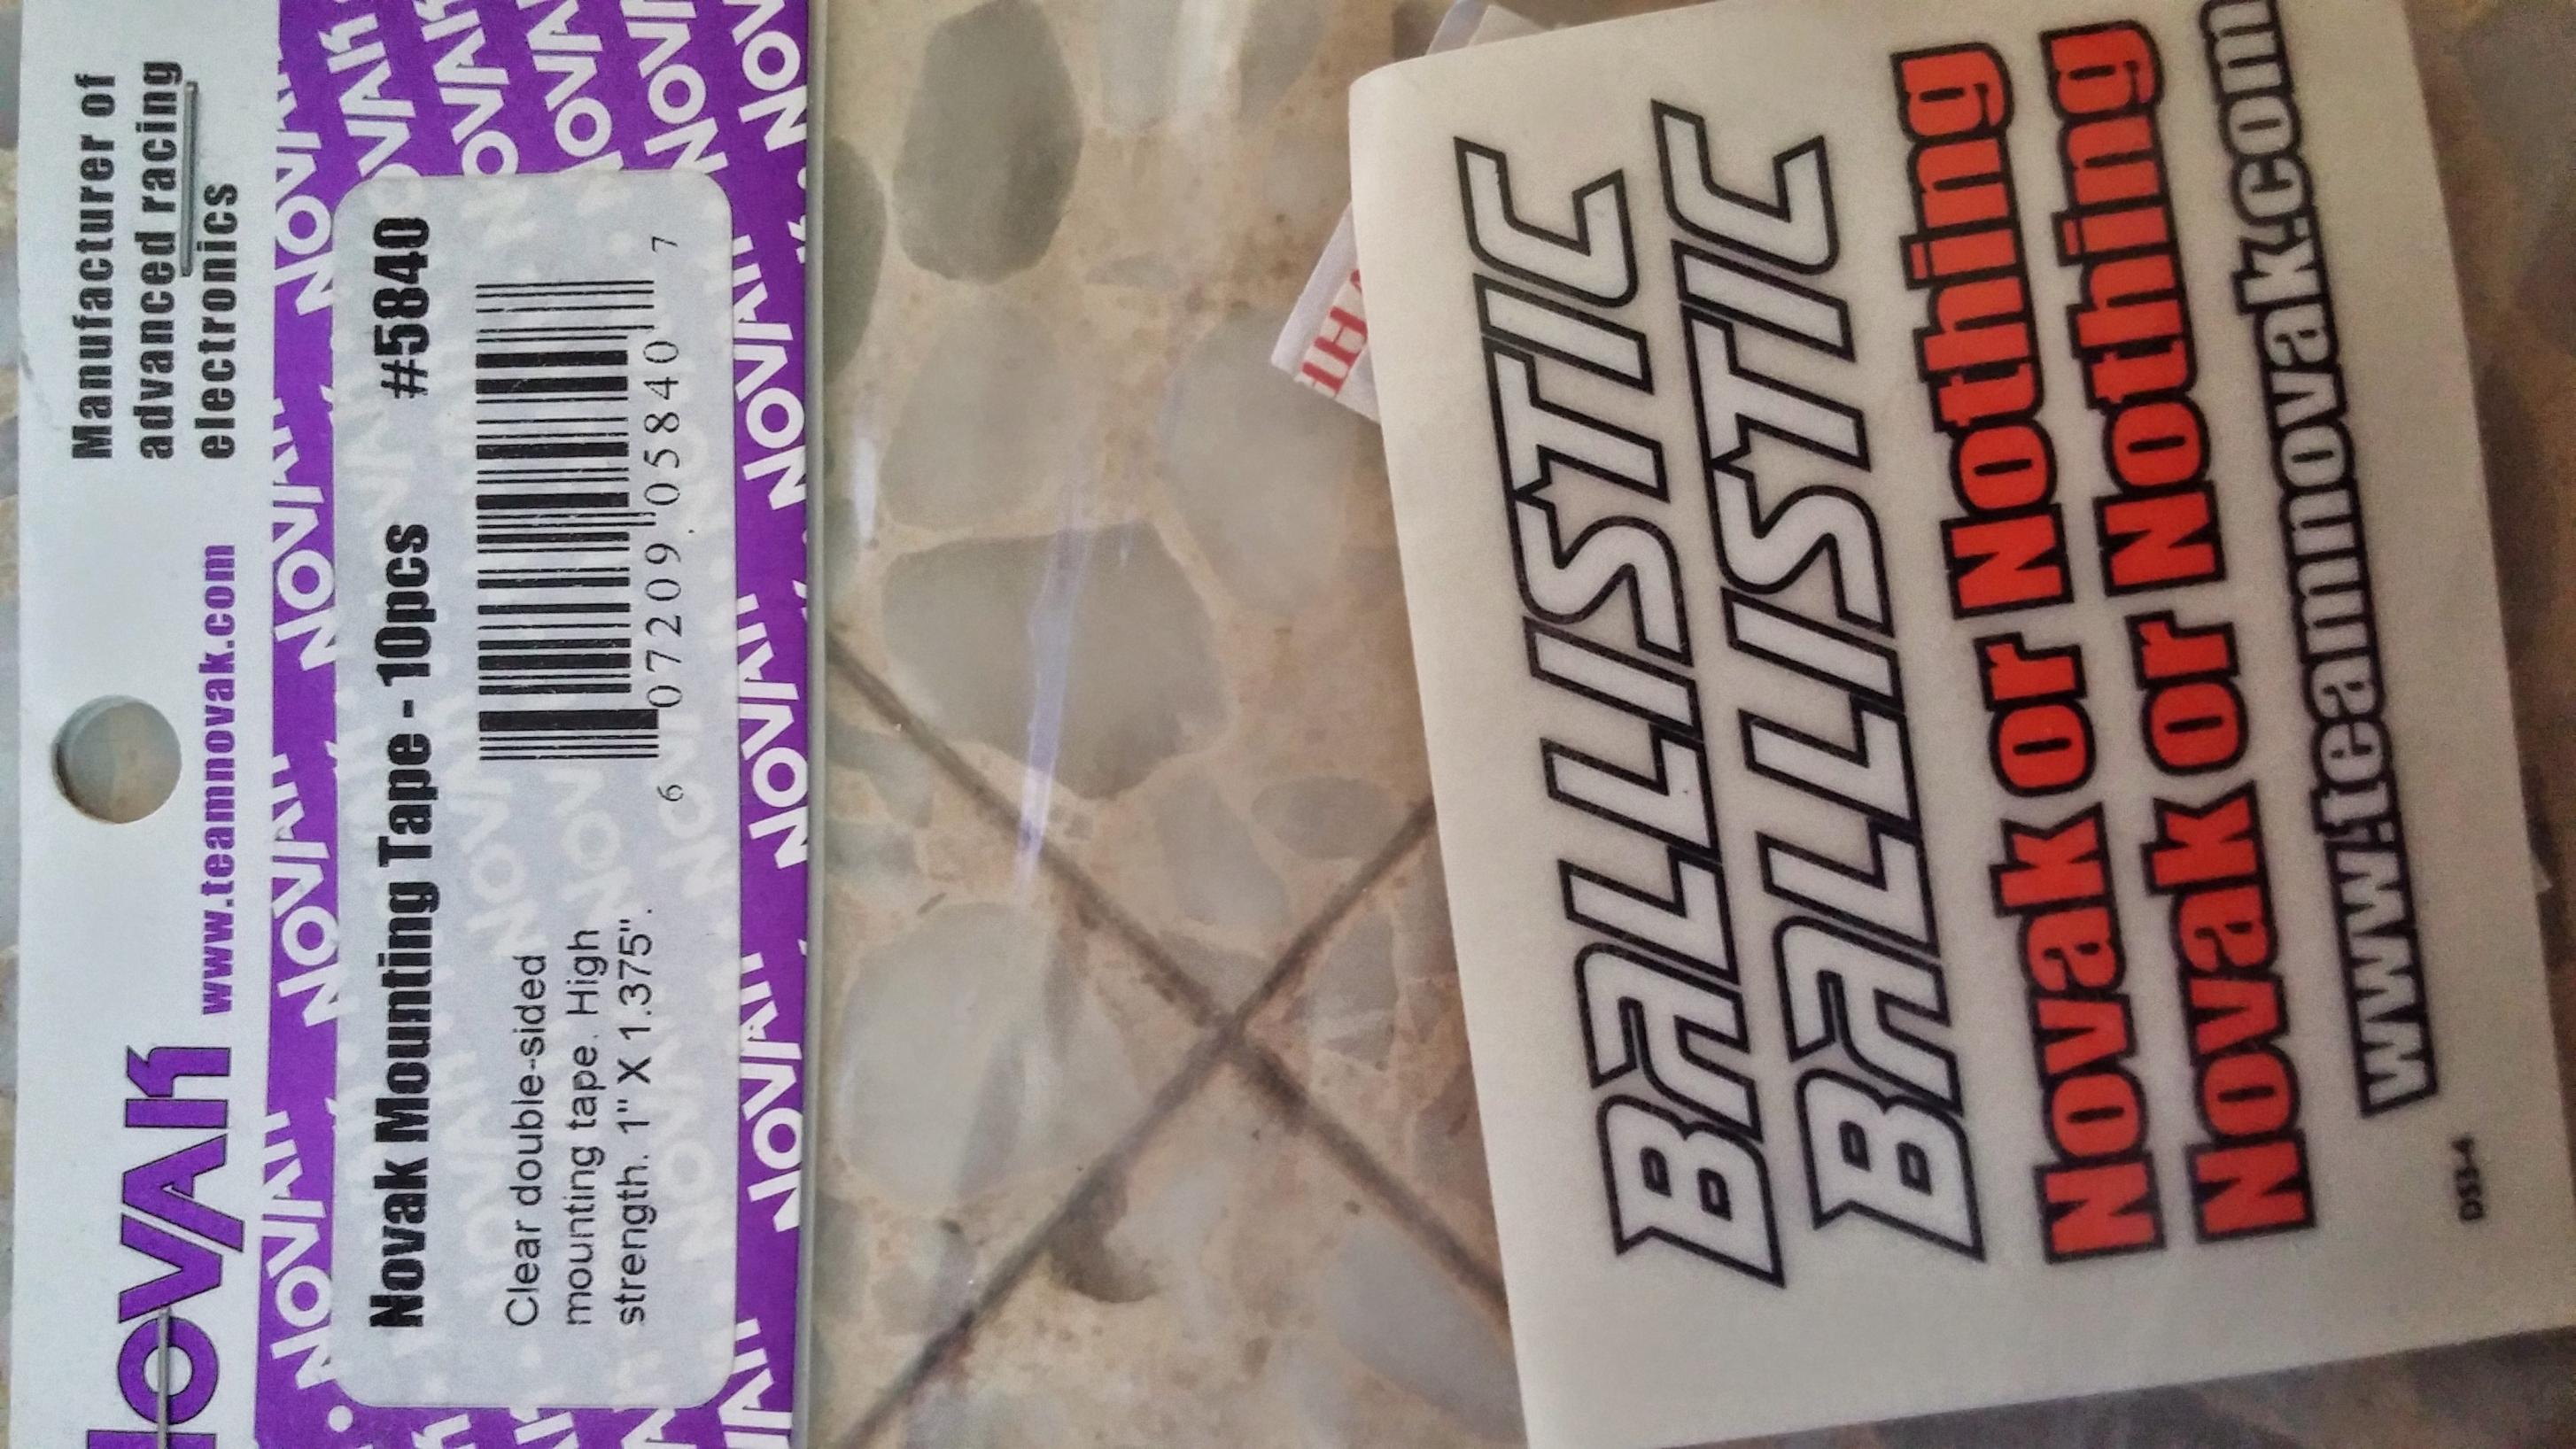 NOVAK
www.teamnovak.com
Manufacturer of
advanced racing
electronics
Novak Mounting Tape - 10pcs #5840
Clear double-sided
mounting tape. High
strength. 1" X 1.375".
6 07209 05840 7
BALLISTIC
BALLISTIC
Novak or Nothing
Novak or Nothing
www.teamnovak.com
DSS-4